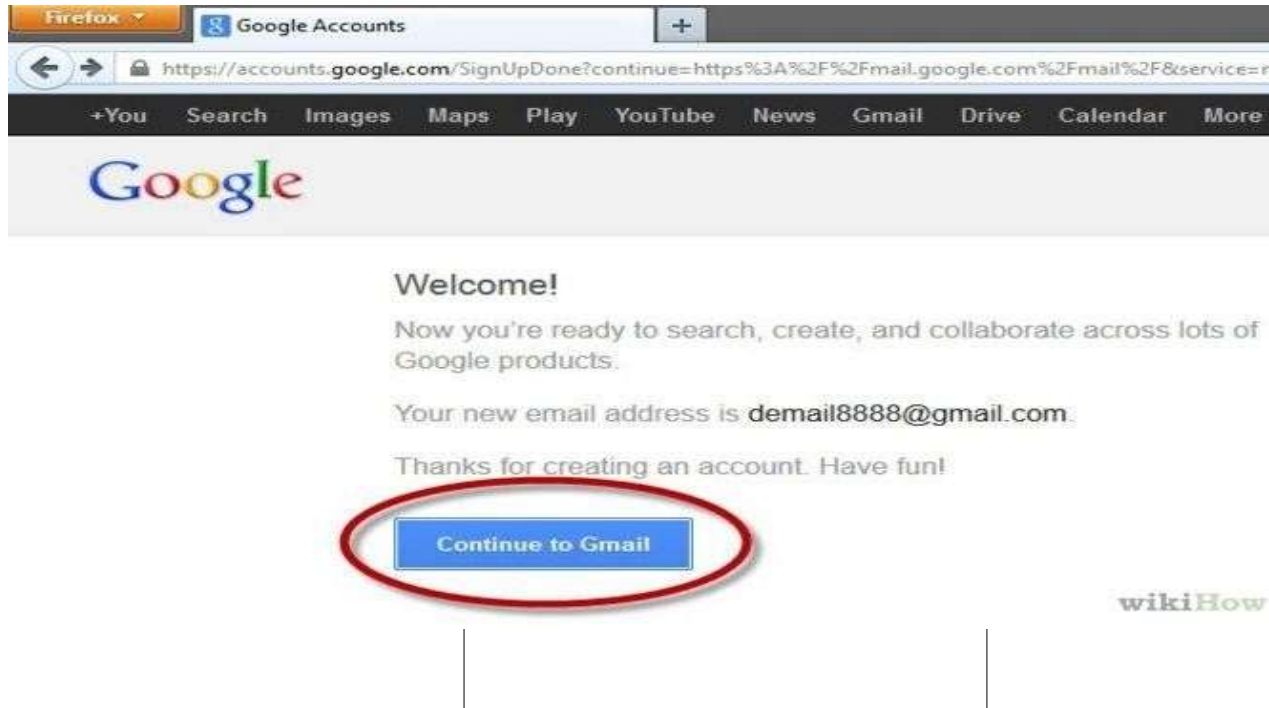 Firefox
Google Accounts
+
https://accounts.google.com/SignUpDone?continue=https%3A%2F%2Fmail.google.com%2Fmail%2F&service=
+You Search Images Maps Play YouTube News Gmail Drive Calendar More
Google
Welcome!
Now you're ready to search, create, and collaborate across lots of
Google products.
Your new email address is demail8888@gmail.com.
Thanks for creating an account. Have fun!
Continue to Gmail
wikiHow